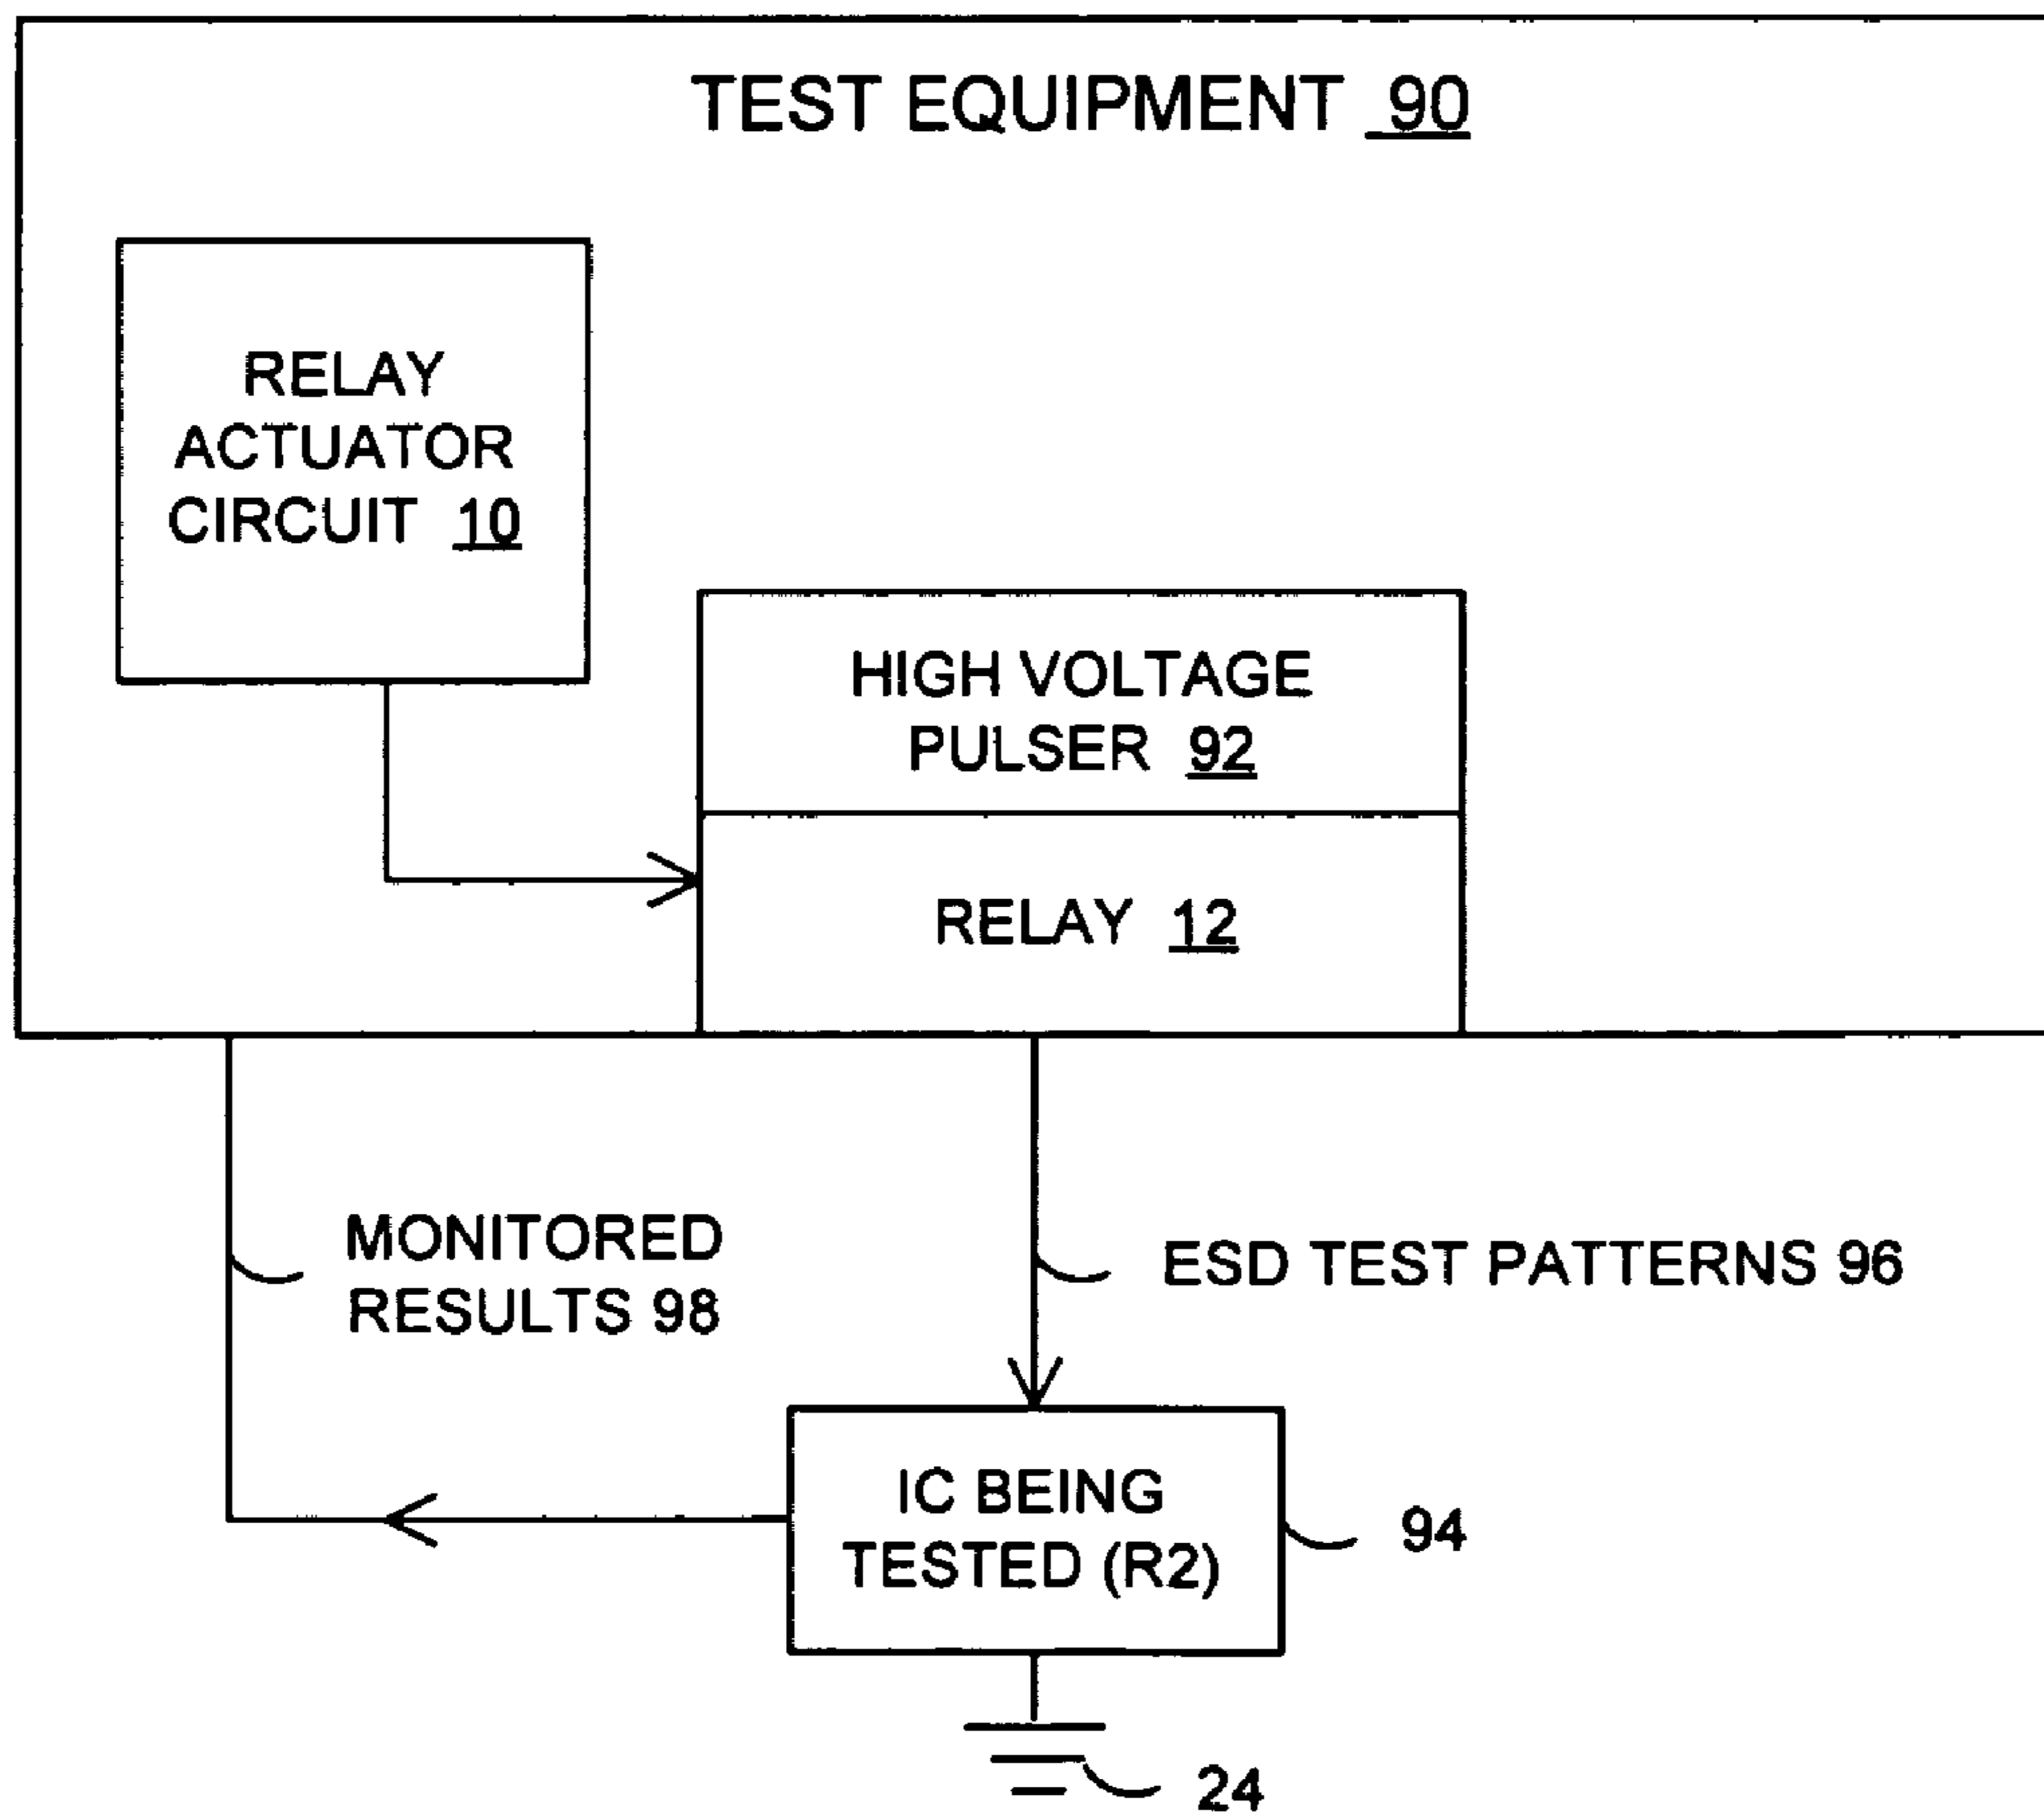 TEST EQUIPMENT 90
RELAY
ACTUATOR
CIRCUIT 10
HIGH VOLTAGE
PULSER 92
RELAY 12
MONITORED
RESULTS 98
ESD TEST PATTERNS 96
IC BEING
TESTED (R2)
94
24